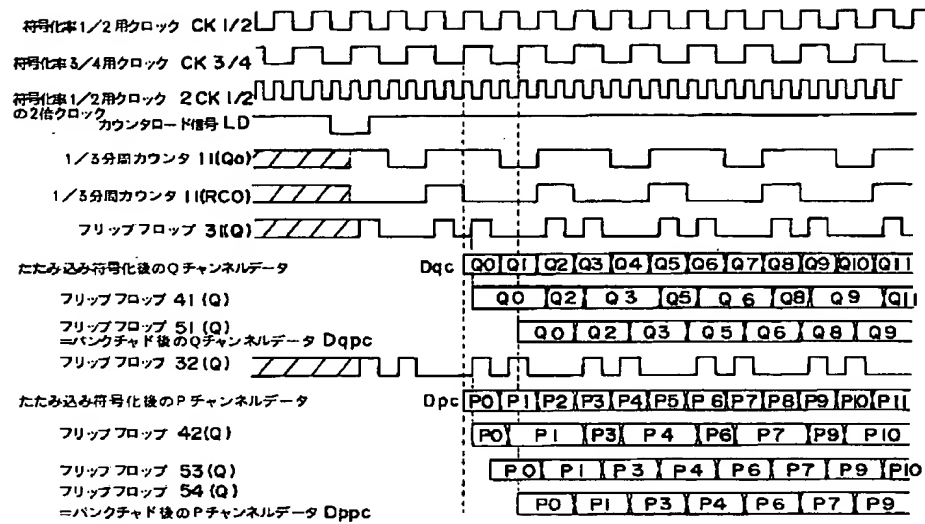 符号化率1/2用クロック CK 1/2
符号化率3/4用クロック CK 3/4
符号化率1/2用クロック 2CK 1/2
の2倍クロック
カウンタロード信号 LD
1/3分周カウンタ 11(Qo)
1/3分周カウンタ 11(RCO)
フリップフロップ 31(Q)
たたみ込み符号化後のQチャンネルデータ Dqc Q0 Q1 Q2 Q3 Q4 Q5 Q6 Q7 Q8 Q9 Q10 Q11
フリップフロップ 41(Q) Q0 Q2 Q3 Q5 Q6 Q8 Q9 Q11
フリップフロップ 51(Q) Q0 Q2 Q3 Q5 Q6 Q8 Q9
=パンクチャド後のQチャンネルデータ Dqpc
フリップフロップ 32(Q)
たたみ込み符号化後のPチャンネルデータ Dpc P0 P1 P2 P3 P4 P5 P6 P7 P8 P9 P10 P11
フリップフロップ 42(Q) P0 P1 P3 P4 P6 P7 P9 P10
フリップフロップ 53(Q) P0 P1 P3 P4 P6 P7 P9 P10
フリップフロップ 54(Q) P0 P1 P3 P4 P6 P7 P9
=パンクチャド後のPチャンネルデータ Dppc